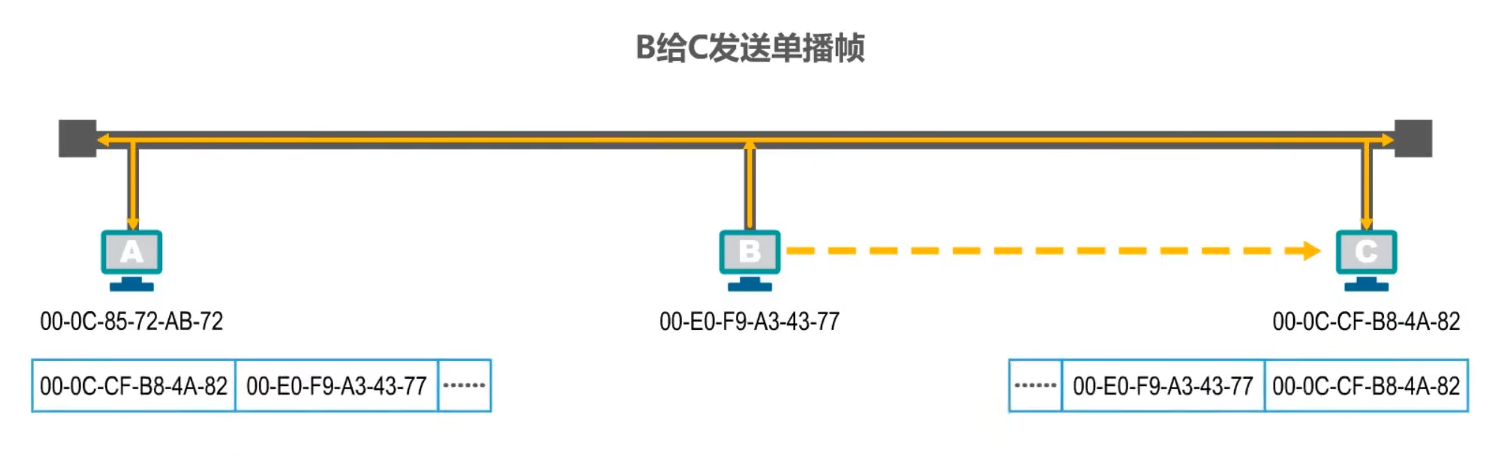 B给C发送单播帧
A
B
C
00-0C-85-72-AB-72
00-E0-F9-A3-43-77
00-0C-CF-B8-4A-82
00-0C-CF-B8-4A-82 00-E0-F9-A3-43-77 ······
······ 00-E0-F9-A3-43-77 00-0C-CF-B8-4A-82